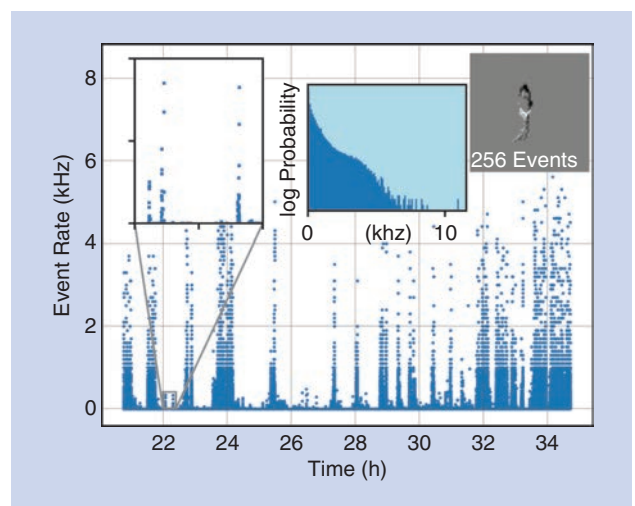 Event Rate (kHz)
8
6
4
2
0
log Probability
0
(khz)
10
256 Events
22
24
26
28
30
32
34
Time (h)